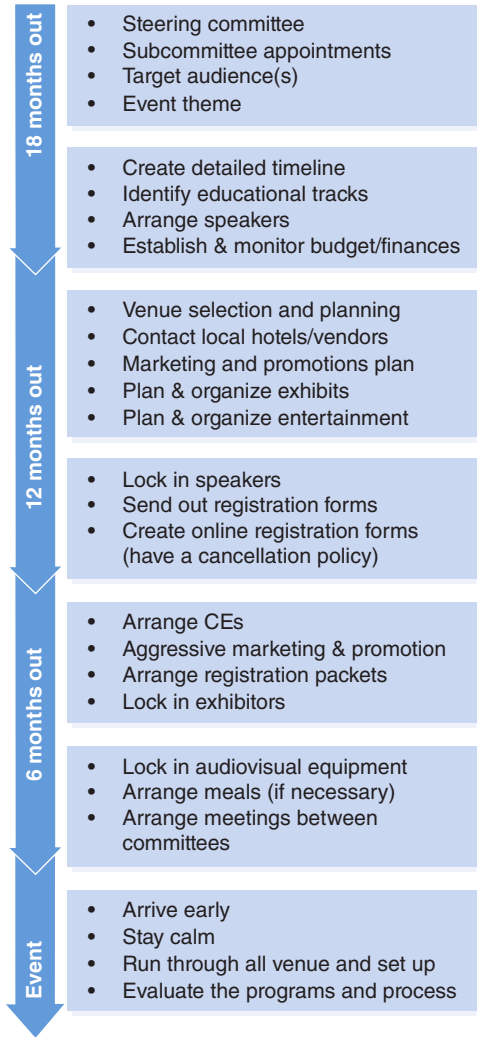 18 months out
• Steering committee
• Subcommittee appointments
• Target audience(s)
• Event theme
• Create detailed timeline
• Identify educational tracks
• Arrange speakers
• Establish & monitor budget/finances
12 months out
• Venue selection and planning
• Contact local hotels/vendors
• Marketing and promotions plan
• Plan & organize exhibits
• Plan & organize entertainment
• Lock in speakers
• Send out registration forms
• Create online registration forms
(have a cancellation policy)
6 months out
• Arrange CEs
• Aggressive marketing & promotion
• Arrange registration packets
• Lock in exhibitors
• Lock in audiovisual equipment
• Arrange meals (if necessary)
• Arrange meetings between
committees
Event
• Arrive early
• Stay calm
• Run through all venue and set up
• Evaluate the programs and process